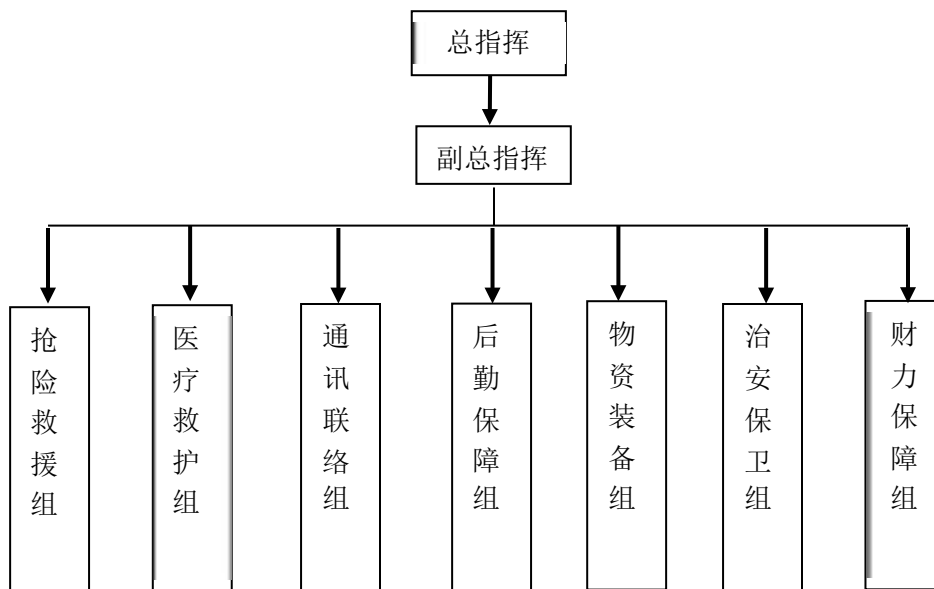 总指挥
副总指挥
抢险救援组
医疗救护组
通讯联络组
后勤保障组
物资装备组
治安保卫组
财力保障组